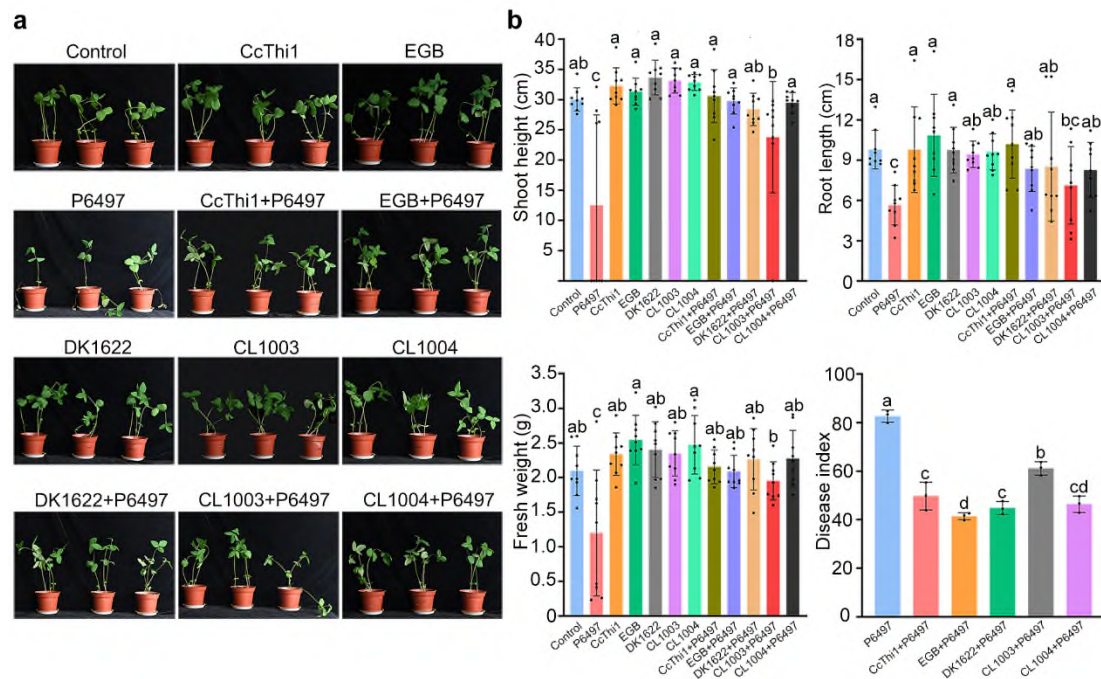 a
Control CcThi1 EGB
P6497 CcThi1+P6497 EGB+P6497
DK1622 CL1003 CL1004
DK1622+P6497 CL1003+P6497 CL1004+P6497
b
Shoot height (cm)
40
35
30
25
20
15
10
5
0
ab c a a a a a a a ab b a
Control P6497 CcThi1 EGB DK1622 CL1003 CL1004 CcThi1+P6497 EGB+P6497 DK1622+P6497 CL1003+P6497 CL1004+P6497
Root length (cm)
18
15
12
9
6
3
0
a c a a a ab ab a ab ab bc ab
Control P6497 CcThi1 EGB DK1622 CL1003 CL1004 CcThi1+P6497 EGB+P6497 DK1622+P6497 CL1003+P6497 CL1004+P6497
Fresh weight (g)
3.5
3.0
2.5
2.0
1.5
1.0
0.5
0
ab c ab a ab ab a ab ab ab b ab
Control P6497 CcThi1 EGB DK1622 CL1003 CL1004 CcThi1+P6497 EGB+P6497 DK1622+P6497 CL1003+P6497 CL1004+P6497
Disease index
100
80
60
40
20
0
a c d c b cd
P6497 CcThi1+P6497 EGB+P6497 DK1622+P6497 CL1003+P6497 CL1004+P6497